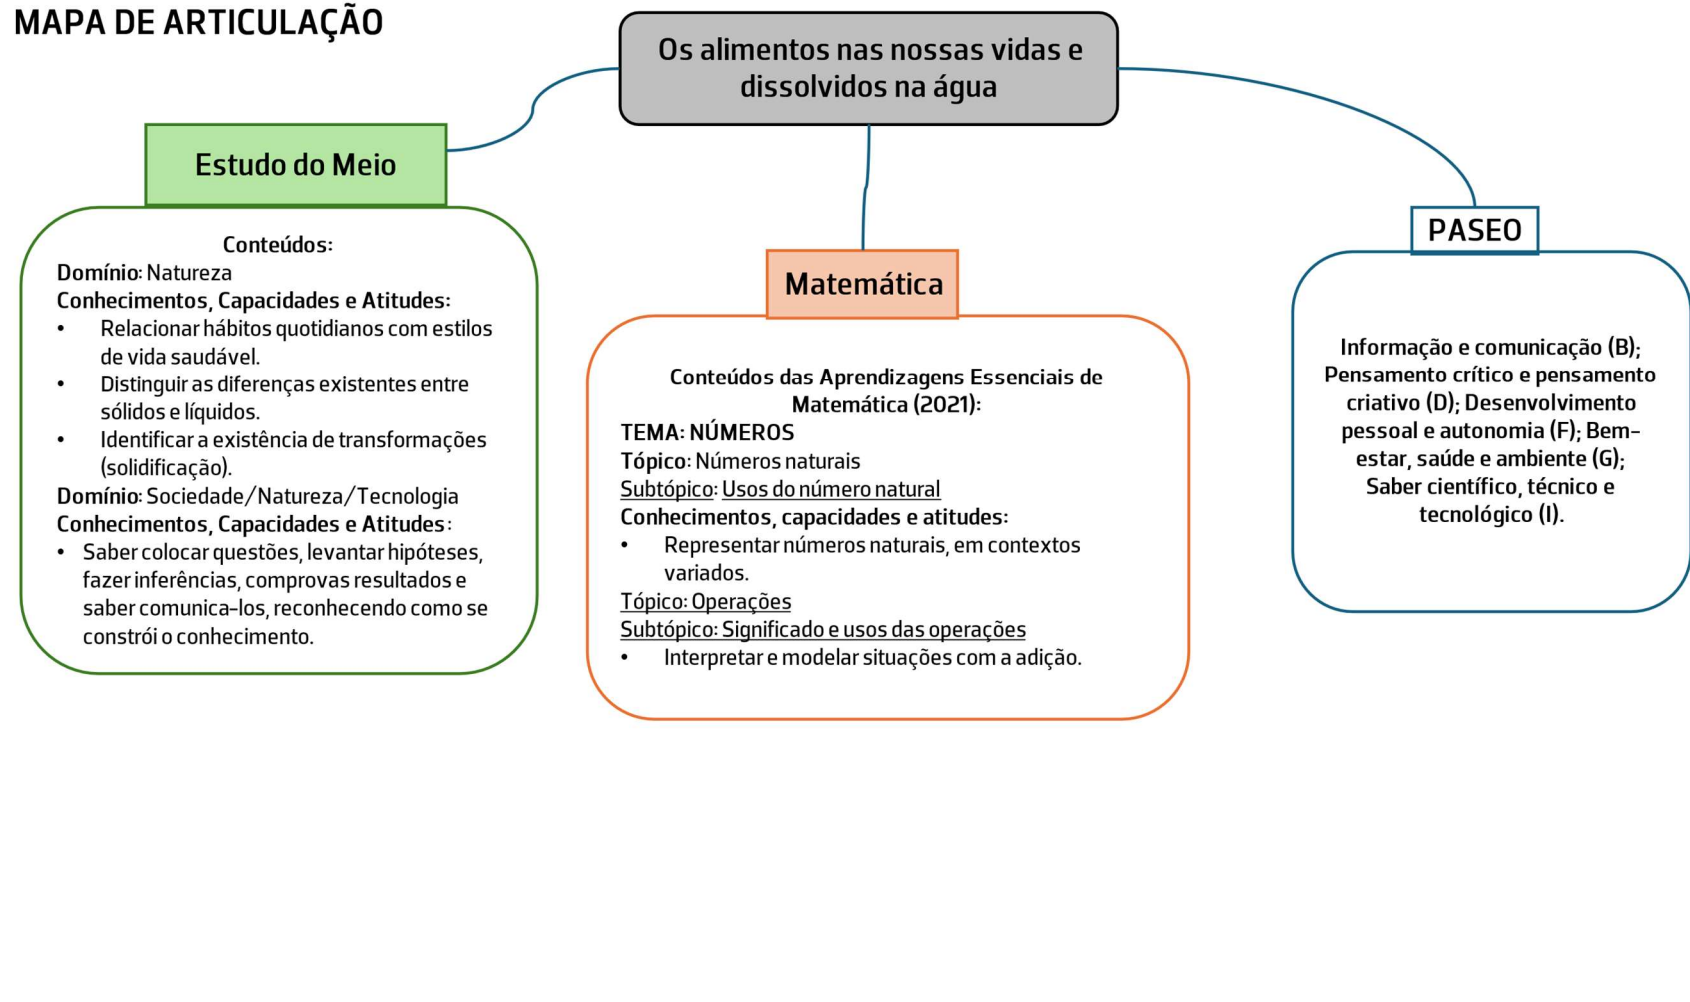 MAPA DE ARTICULAÇÃO
Os alimentos nas nossas vidas e
dissolvidos na água
Estudo do Meio
Conteúdos:
Domínio: Natureza
Conhecimentos, Capacidades e Atitudes:
• Relacionar hábitos quotidianos com estilos
de vida saudável.
• Distinguir as diferenças existentes entre
sólidos e líquidos.
• Identificar a existência de transformações
(solidificação).
Domínio: Sociedade/Natureza/Tecnologia
Conhecimentos, Capacidades e Atitudes:
• Saber colocar questões, levantar hipóteses,
fazer inferências, comprovas resultados e
saber comunica-los, reconhecendo como se
constrói o conhecimento.
Matemática
Conteúdos das Aprendizagens Essenciais de
Matemática (2021):
TEMA: NÚMEROS
Tópico: Números naturais
Subtópico: Usos do número natural
Conhecimentos, capacidades e atitudes:
• Representar números naturais, em contextos
variados.
Tópico: Operações
Subtópico: Significado e usos das operações
• Interpretar e modelar situações com a adição.
PASEO
Informação e comunicação (B);
Pensamento crítico e pensamento
criativo (D); Desenvolvimento
pessoal e autonomia (F); Bem-
estar, saúde e ambiente (G);
Saber científico, técnico e
tecnológico (I).